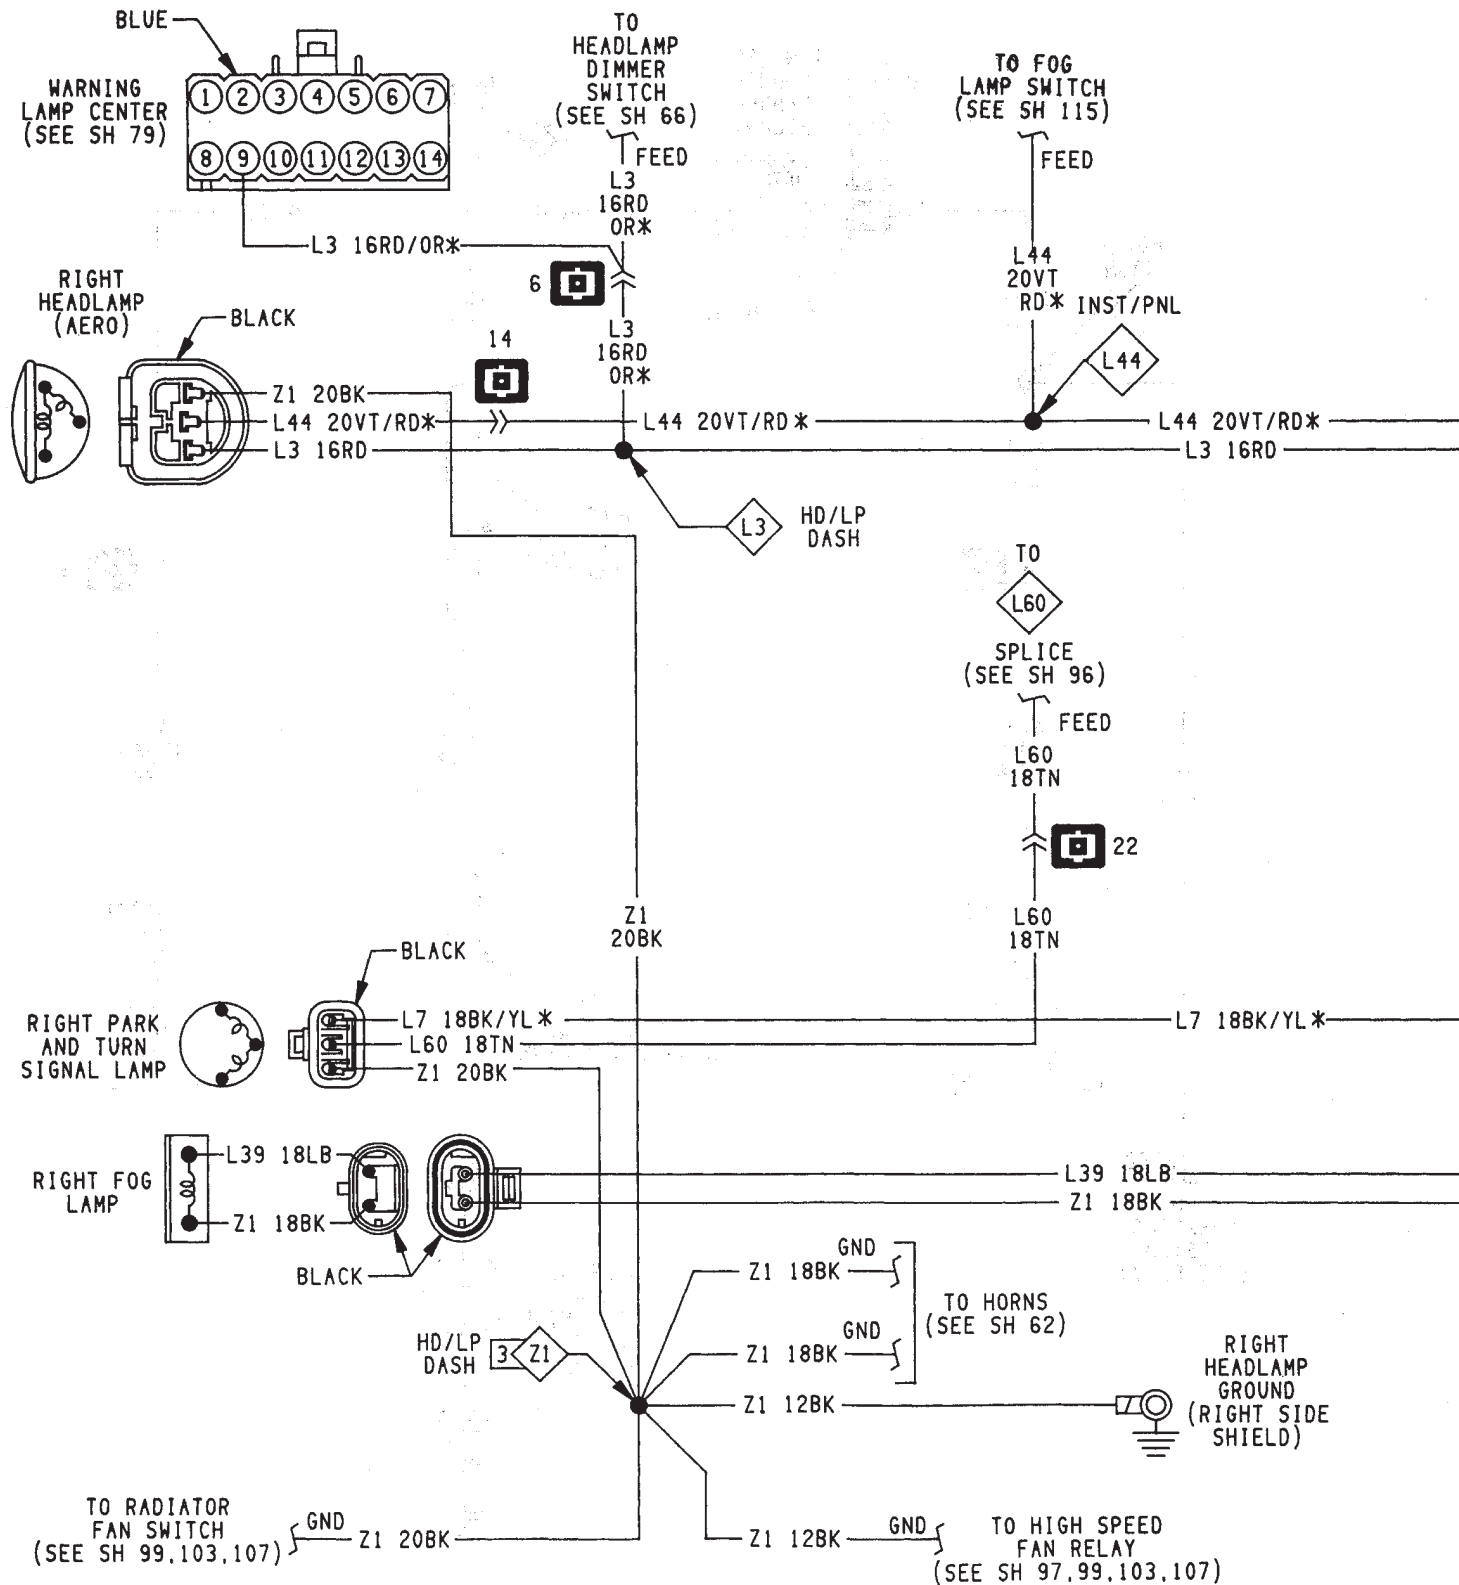 BLUE
WARNING
LAMP CENTER
(SEE SH 79)
1 2 3 4 5 6 7
8 9 10 11 12 13 14
TO
HEADLAMP
DIMMER
SWITCH
(SEE SH 66)
FEED
L3
16RD
OR*
TO FOG
LAMP SWITCH
(SEE SH 115)
FEED
L3 16RD/OR*
6
L44
20VT
RD*
INST/PNL
L44
RIGHT
HEADLAMP
(AERO)
BLACK
14
L3
16RD
OR*
Z1 20BK
L44 20VT/RD*
L44 20VT/RD*
L44 20VT/RD*
L3 16RD
L3 16RD
L3
HD/LP
DASH
TO
L60
SPLICE
(SEE SH 96)
FEED
L60
18TN
22
Z1
20BK
L60
18TN
BLACK
RIGHT PARK
AND TURN
SIGNAL LAMP
L7 18BK/YL*
L7 18BK/YL*
L60 18TN
Z1 20BK
RIGHT FOG
LAMP
L39 18LB
Z1 18BK
L39 18LB
Z1 18BK
BLACK
GND
Z1 18BK
GND
Z1 18BK
TO HORNS
(SEE SH 62)
HD/LP
DASH
3 Z1
Z1 12BK
RIGHT
HEADLAMP
GROUND
(RIGHT SIDE
SHIELD)
TO RADIATOR
FAN SWITCH
(SEE SH 99,103,107)
GND
Z1 20BK
Z1 12BK
GND
TO HIGH SPEED
FAN RELAY
(SEE SH 97,99,103,107)